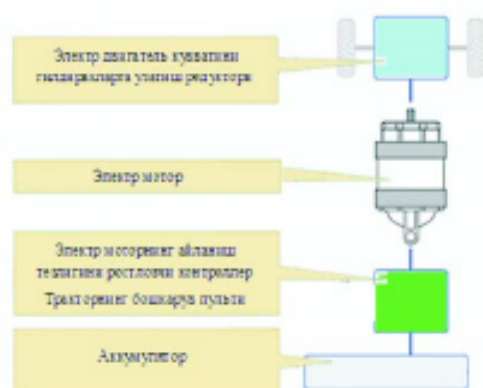 Электр двигатель қувватини
гилдиракларга узатиш редуктори
Электр мотор
Электр моторнинг айланиш
тезлигини ростловчи контроллер
Тракторнинг бошқарув пульти
Аккумулятор